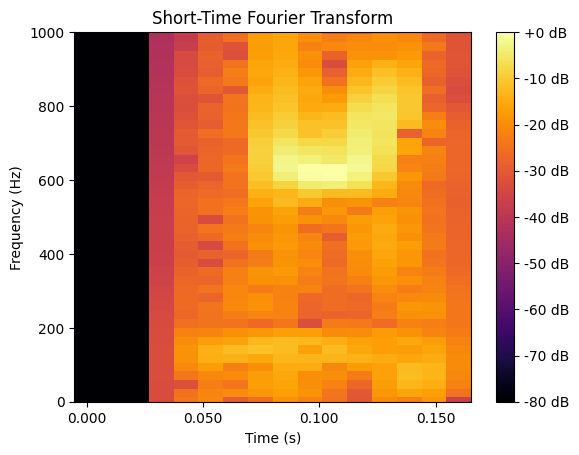 Short-Time Fourier Transform
1000
800
600
400
200
0
Frequency (Hz)
0.000
0.050
0.100
0.150
Time (s)
+0 dB
-10 dB
-20 dB
-30 dB
-40 dB
-50 dB
-60 dB
-70 dB
-80 dB